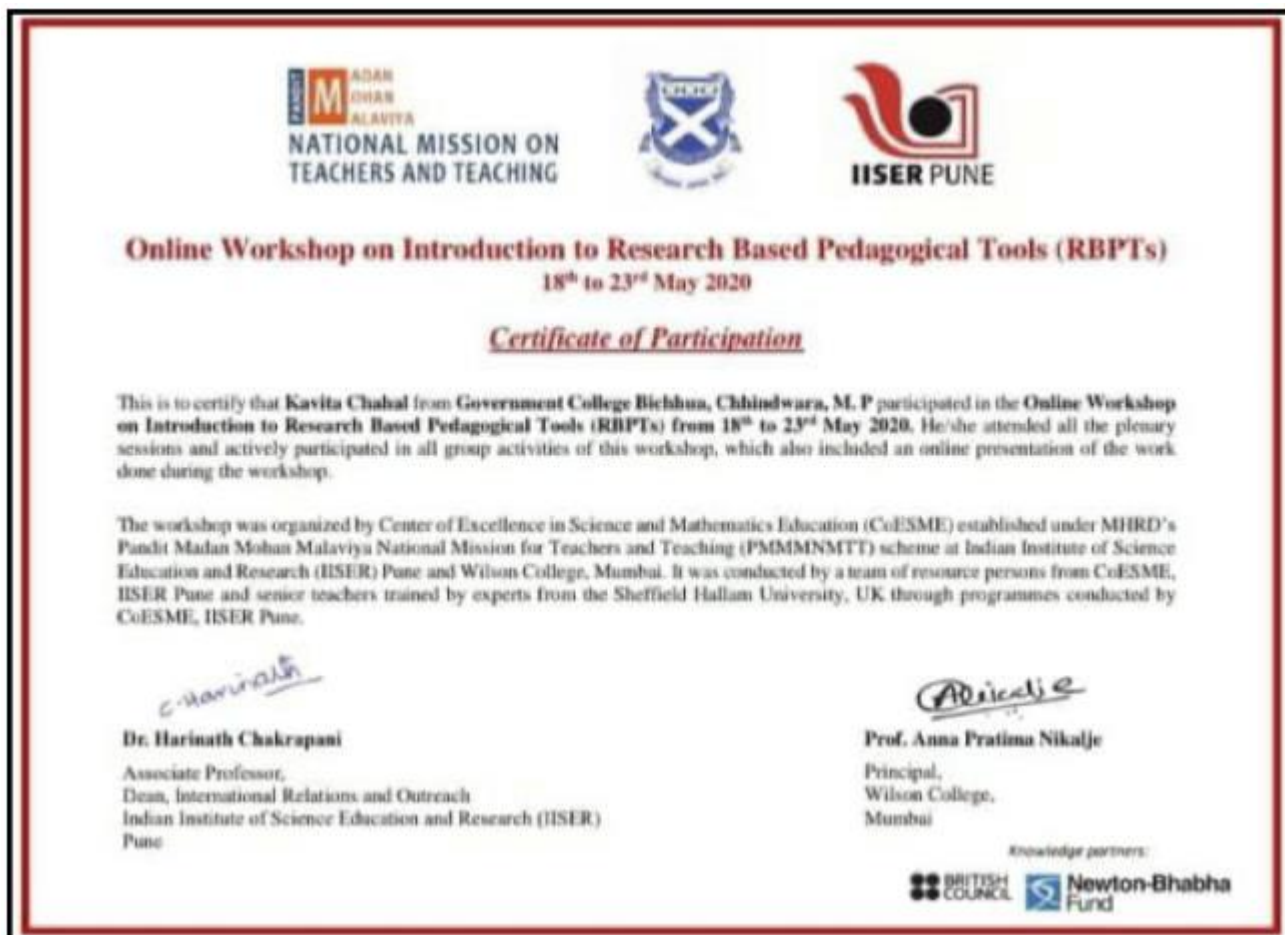 PANDIT
MADAN
MOHAN
MALAVIYA
NATIONAL MISSION ON
TEACHERS AND TEACHING
IISER PUNE
Online Workshop on Introduction to Research Based Pedagogical Tools (RBPTs)
18th to 23rd May 2020
Certificate of Participation
This is to certify that Kavita Chahal from Government College Bichhua, Chhindwara, M. P participated in the Online Workshop
on Introduction to Research Based Pedagogical Tools (RBPTs) from 18th to 23rd May 2020. He/she attended all the plenary
sessions and actively participated in all group activities of this workshop, which also included an online presentation of the work
done during the workshop.
The workshop was organized by Center of Excellence in Science and Mathematics Education (CoESME) established under MHRD's
Pandit Madan Mohan Malaviya National Mission for Teachers and Teaching (PMMMNMTT) scheme at Indian Institute of Science
Education and Research (IISER) Pune and Wilson College, Mumbai. It was conducted by a team of resource persons from CoESME,
IISER Pune and senior teachers trained by experts from the Sheffield Hallam University, UK through programmes conducted by
CoESME, IISER Pune.
C. Harinath
Dr. Harinath Chakrapani
Associate Professor,
Dean, International Relations and Outreach
Indian Institute of Science Education and Research (IISER)
Pune
Prof. Anna Pratima Nikalje
Principal,
Wilson College,
Mumbai
Knowledge partners:
BRITISH
COUNCIL
Newton-Bhabha
Fund